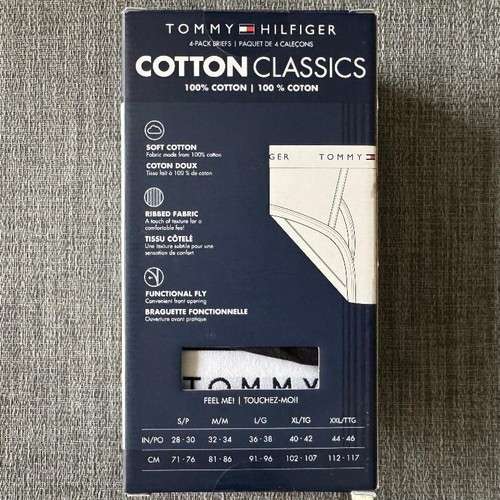 TOMMY HILFIGER
4-PACK BRIEFS | PAQUET DE 4 CALEÇONS
COTTON CLASSICS
100% COTTON | 100 % COTON
SOFT COTTON
Fabric made from 100% cotton
COTON DOUX
Tissu fait à 100 % de coton
GER TOMMY
RIBBED FABRIC
A touch of texture for a
comfortable feel
TISSU CÔTELÉ
Une texture subtile pour une
sensation de confort
FUNCTIONAL FLY
Convenient front opening
BRAGUETTE FONCTIONNELLE
Ouverture avant pratique
TOMMY
FEEL ME! | TOUCHEZ-MOI!
S/P M/M L/G XL/TG XXL/TTG
IN/PO 28 - 30 32 - 34 36 - 38 40 - 42 44 - 46
CM 71 - 76 81 - 86 91 - 96 102 - 107 112 - 117